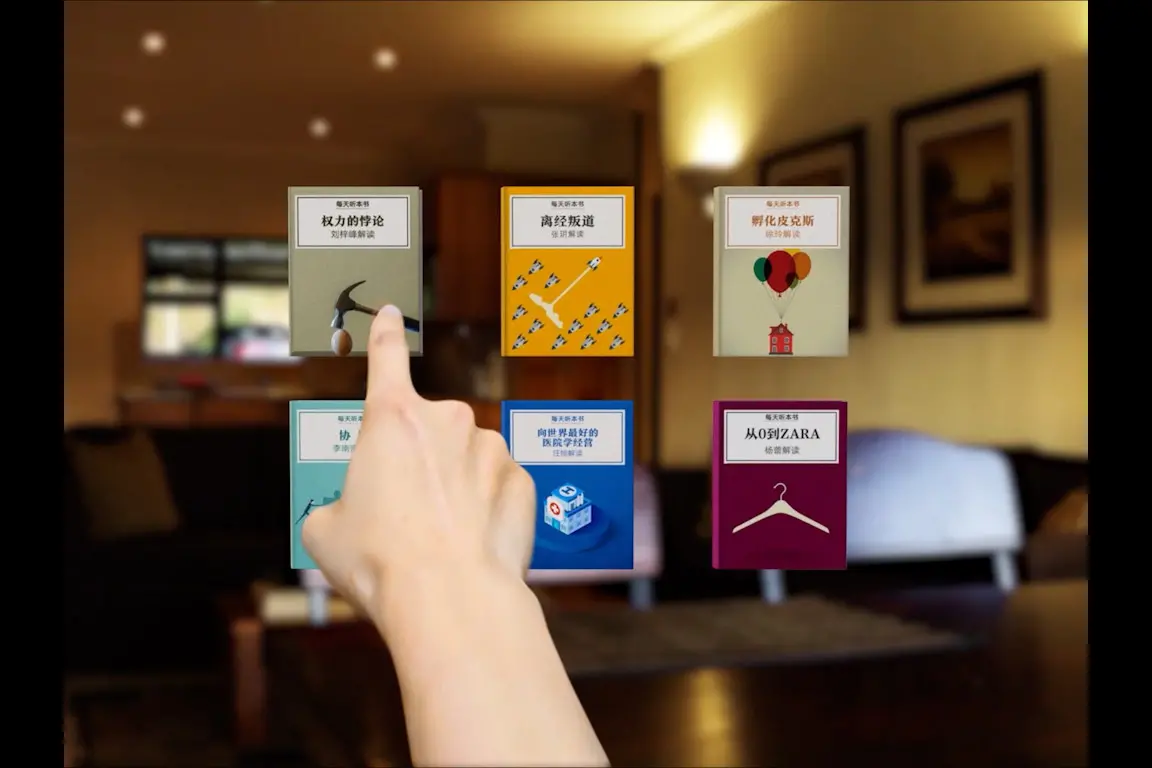 每天听本书
权力的悖论
刘梓峰解读
每天听本书
离经叛道
张玥解读
每天听本书
孵化皮克斯
徐玲解读
每天听本
协
李南
每天听本书
向世界最好的
医院学经营
汪恒解读
每天听本书
从0到ZARA
杨蕾解读